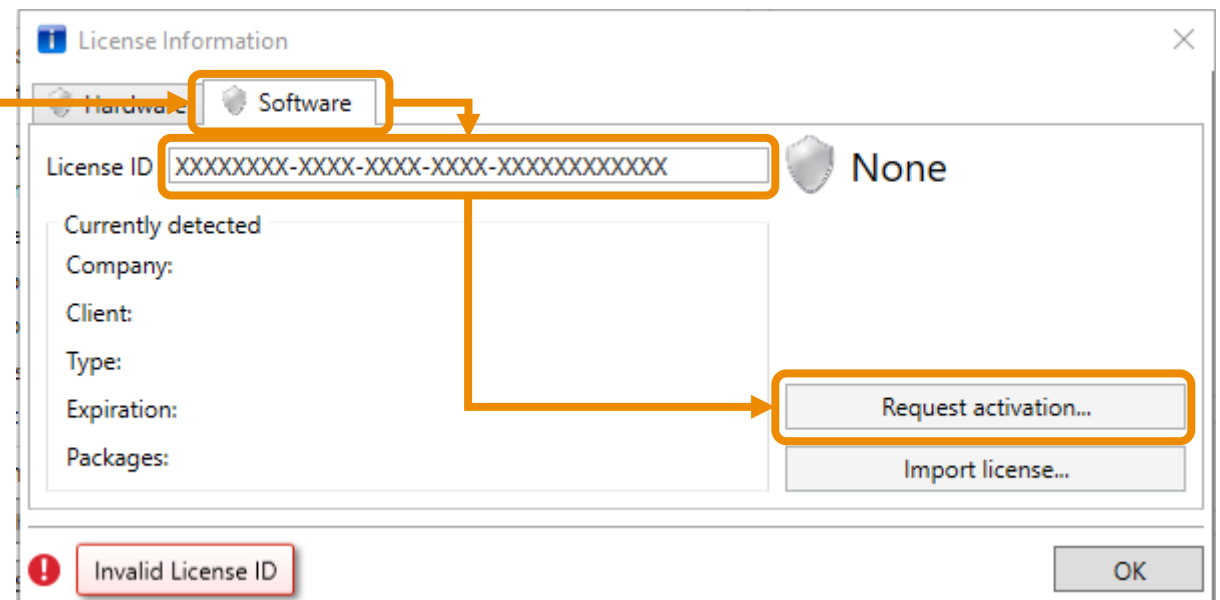 License Information
Hardware
Software
License ID XXXXXXXX-XXXX-XXXX-XXXX-XXXXXXXXXXXX
None
Currently detected
Company:
Client:
Type:
Expiration:
Packages:
Request activation...
Import license...
Invalid License ID
OK